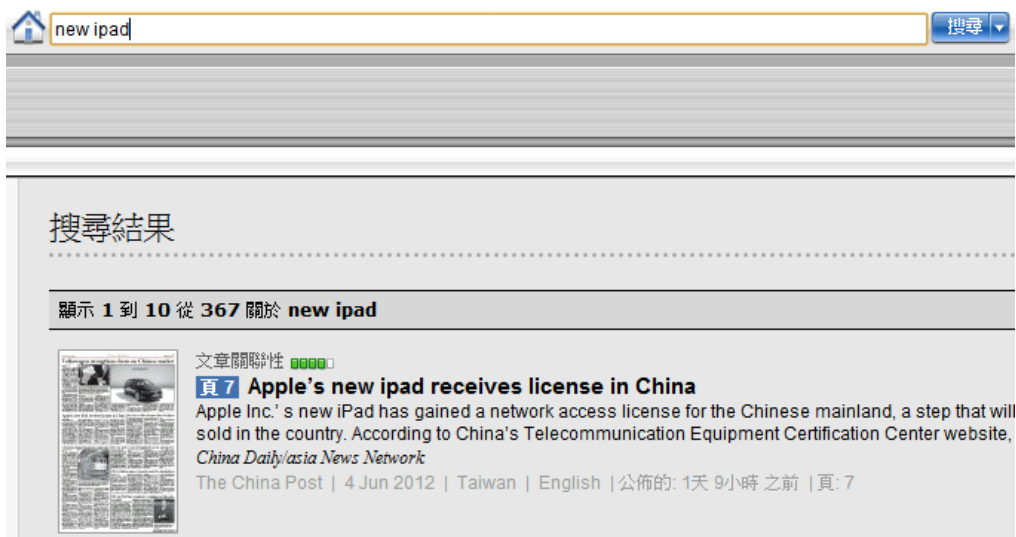 new ipad
搜尋
搜尋結果
顯示 1 到 10 從 367 關於 new ipad
文章關聯性
頁 7 Apple's new ipad receives license in China
Apple Inc.' s new iPad has gained a network access license for the Chinese mainland, a step that will
sold in the country. According to China's Telecommunication Equipment Certification Center website,
China Daily/asia News Network
The China Post | 4 Jun 2012 | Taiwan | English | 公佈的: 1天 9小時 之前 | 頁: 7